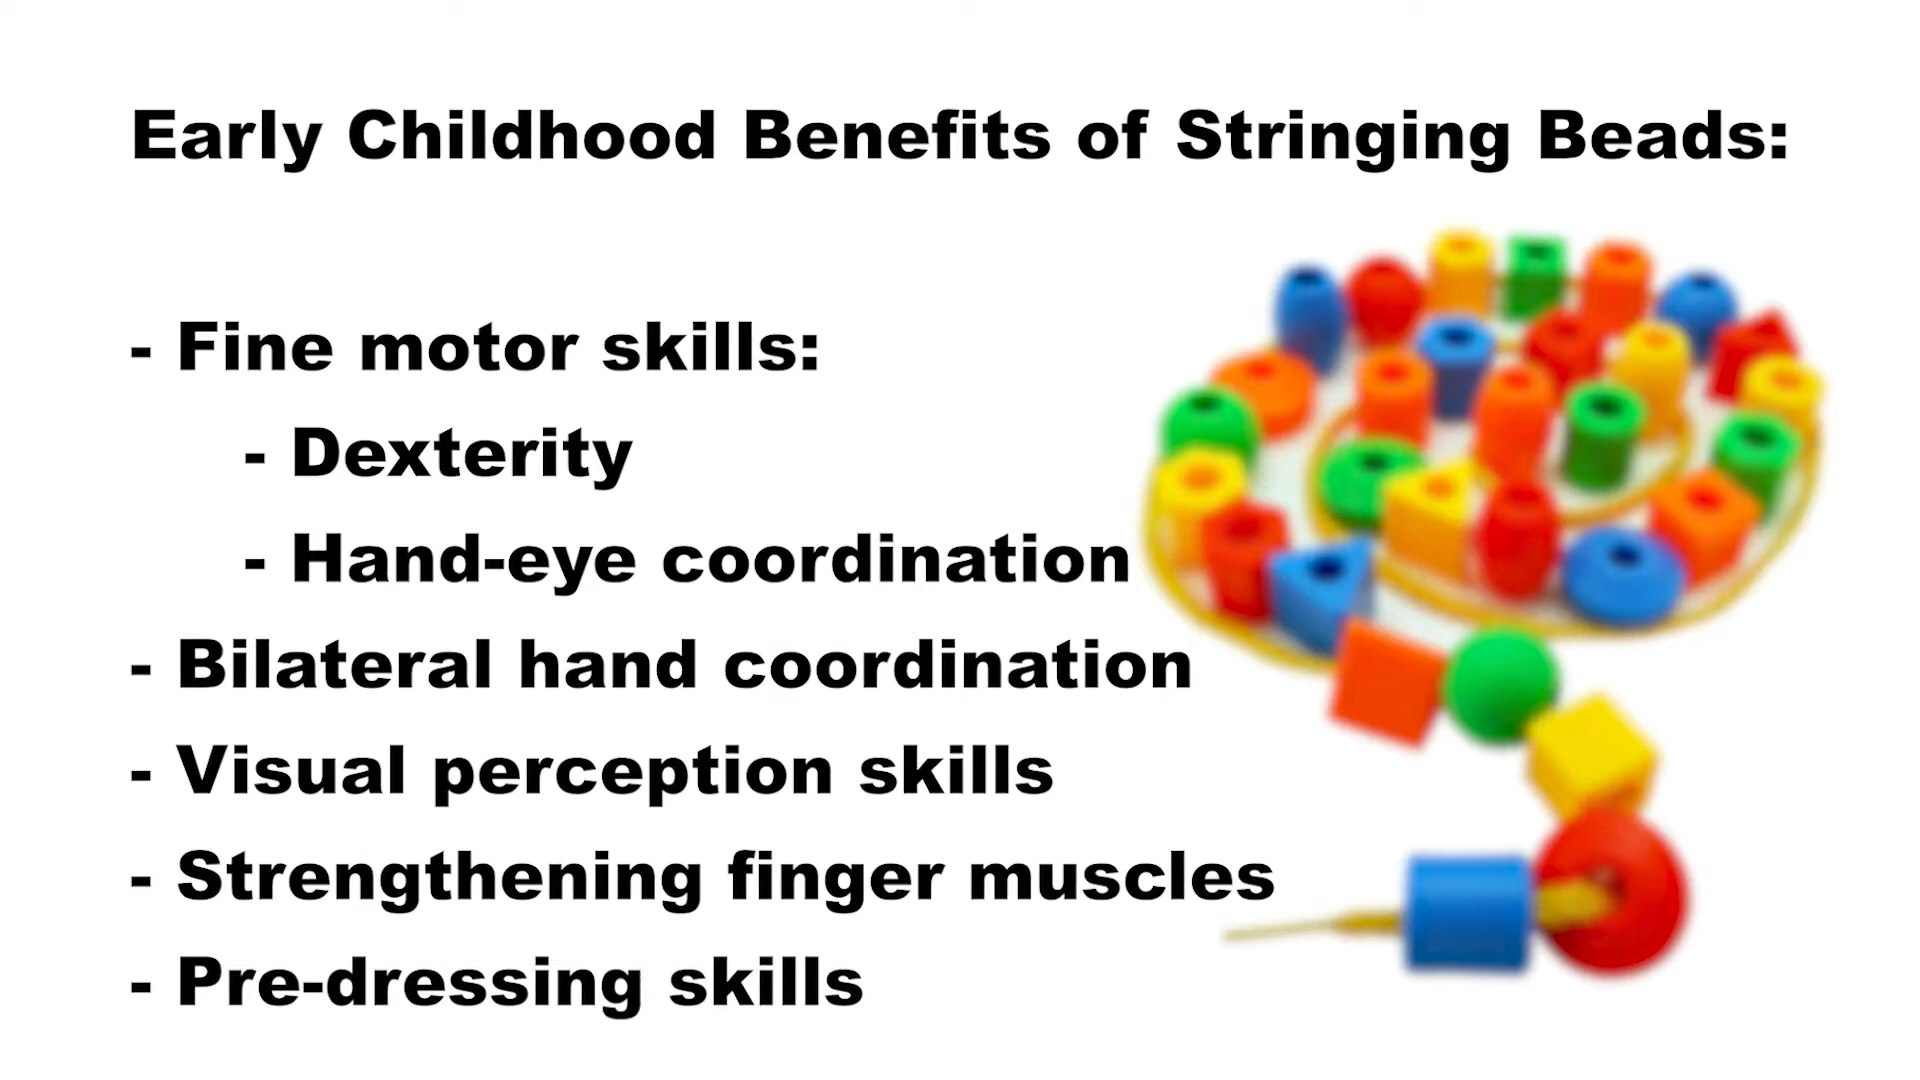 Early Childhood Benefits of Stringing Beads:
- Fine motor skills:
- Dexterity
- Hand-eye coordination
- Bilateral hand coordination
- Visual perception skills
- Strengthening finger muscles
- Pre-dressing skills